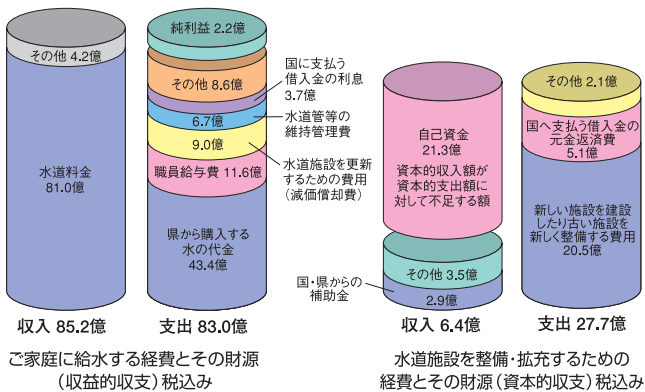 その他 4.2億
水道料金
81.0億
収入 85.2億
純利益 2.2億
その他 8.6億
6.7億
9.0億
職員給与費 11.6億
県から購入する
水の代金
43.4億
支出 83.0億
国に支払う
借入金の利息
3.7億
水道管等の
維持管理費
水道施設を更新
するための費用
(減価償却費)
ご家庭に給水する経費とその財源
(収益的収支)税込み
自己資金
21.3億
資本的収入額が
資本的支出額に
対して不足する額
その他 3.5億
国・県からの
補助金
2.9億
収入 6.4億
その他 2.1億
国へ支払う借入金の
元金返済費
5.1億
新しい施設を建設
したり古い施設を
新しく整備する費用
20.5億
支出 27.7億
水道施設を整備・拡充するための
経費とその財源(資本的収支)税込み